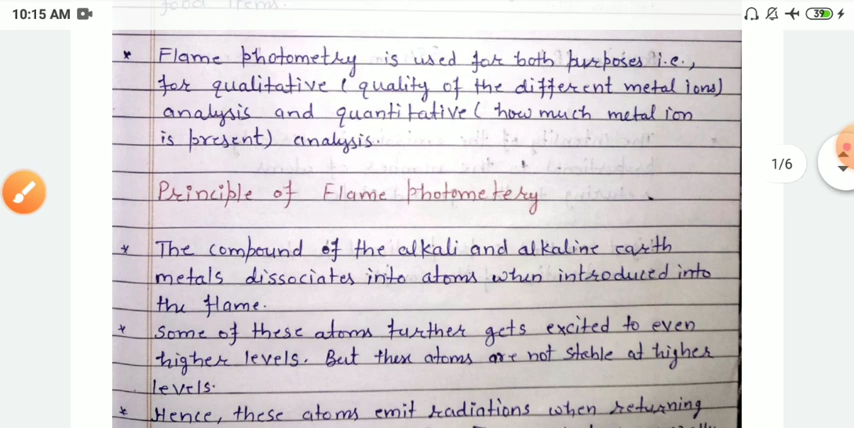 10:15 AM
39
food items.
* Flame photometry is used for both purposes i.e.,
for qualitative (quality of the different metal ions)
analysis and quantitative (how much metal ion
is present) analysis.
1/6
Principle of Flame photometery
* The compound of the alkali and alkaline earth
metals dissociates into atoms when introduced into
the flame.
* Some of these atoms further gets excited to even
higher levels. But these atoms are not stable at higher
levels.
* Hence, these atoms emit radiations when returning